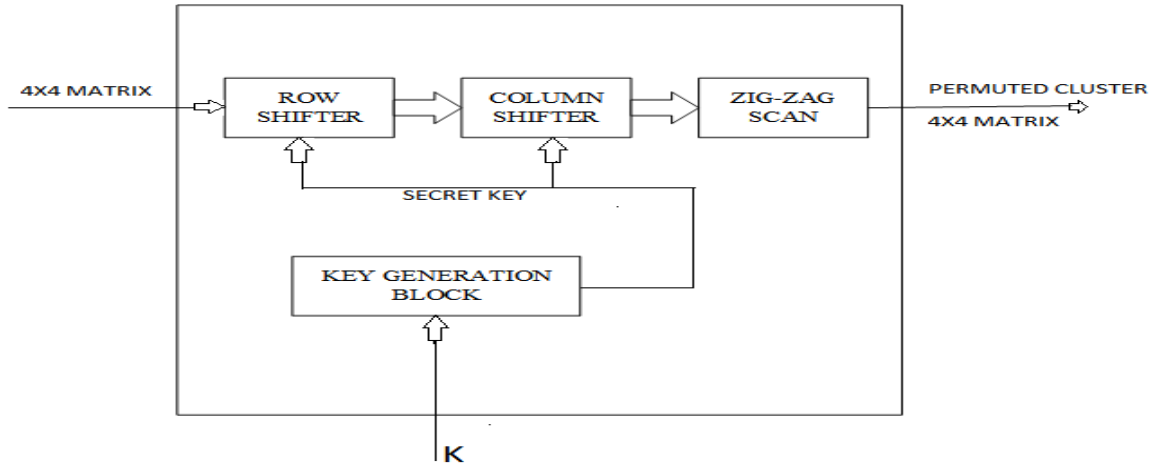 4X4 MATRIX
ROW
SHIFTER
COLUMN
SHIFTER
ZIG-ZAG
SCAN
PERMUTED CLUSTER
4X4 MATRIX
SECRET KEY
KEY GENERATION
BLOCK
K